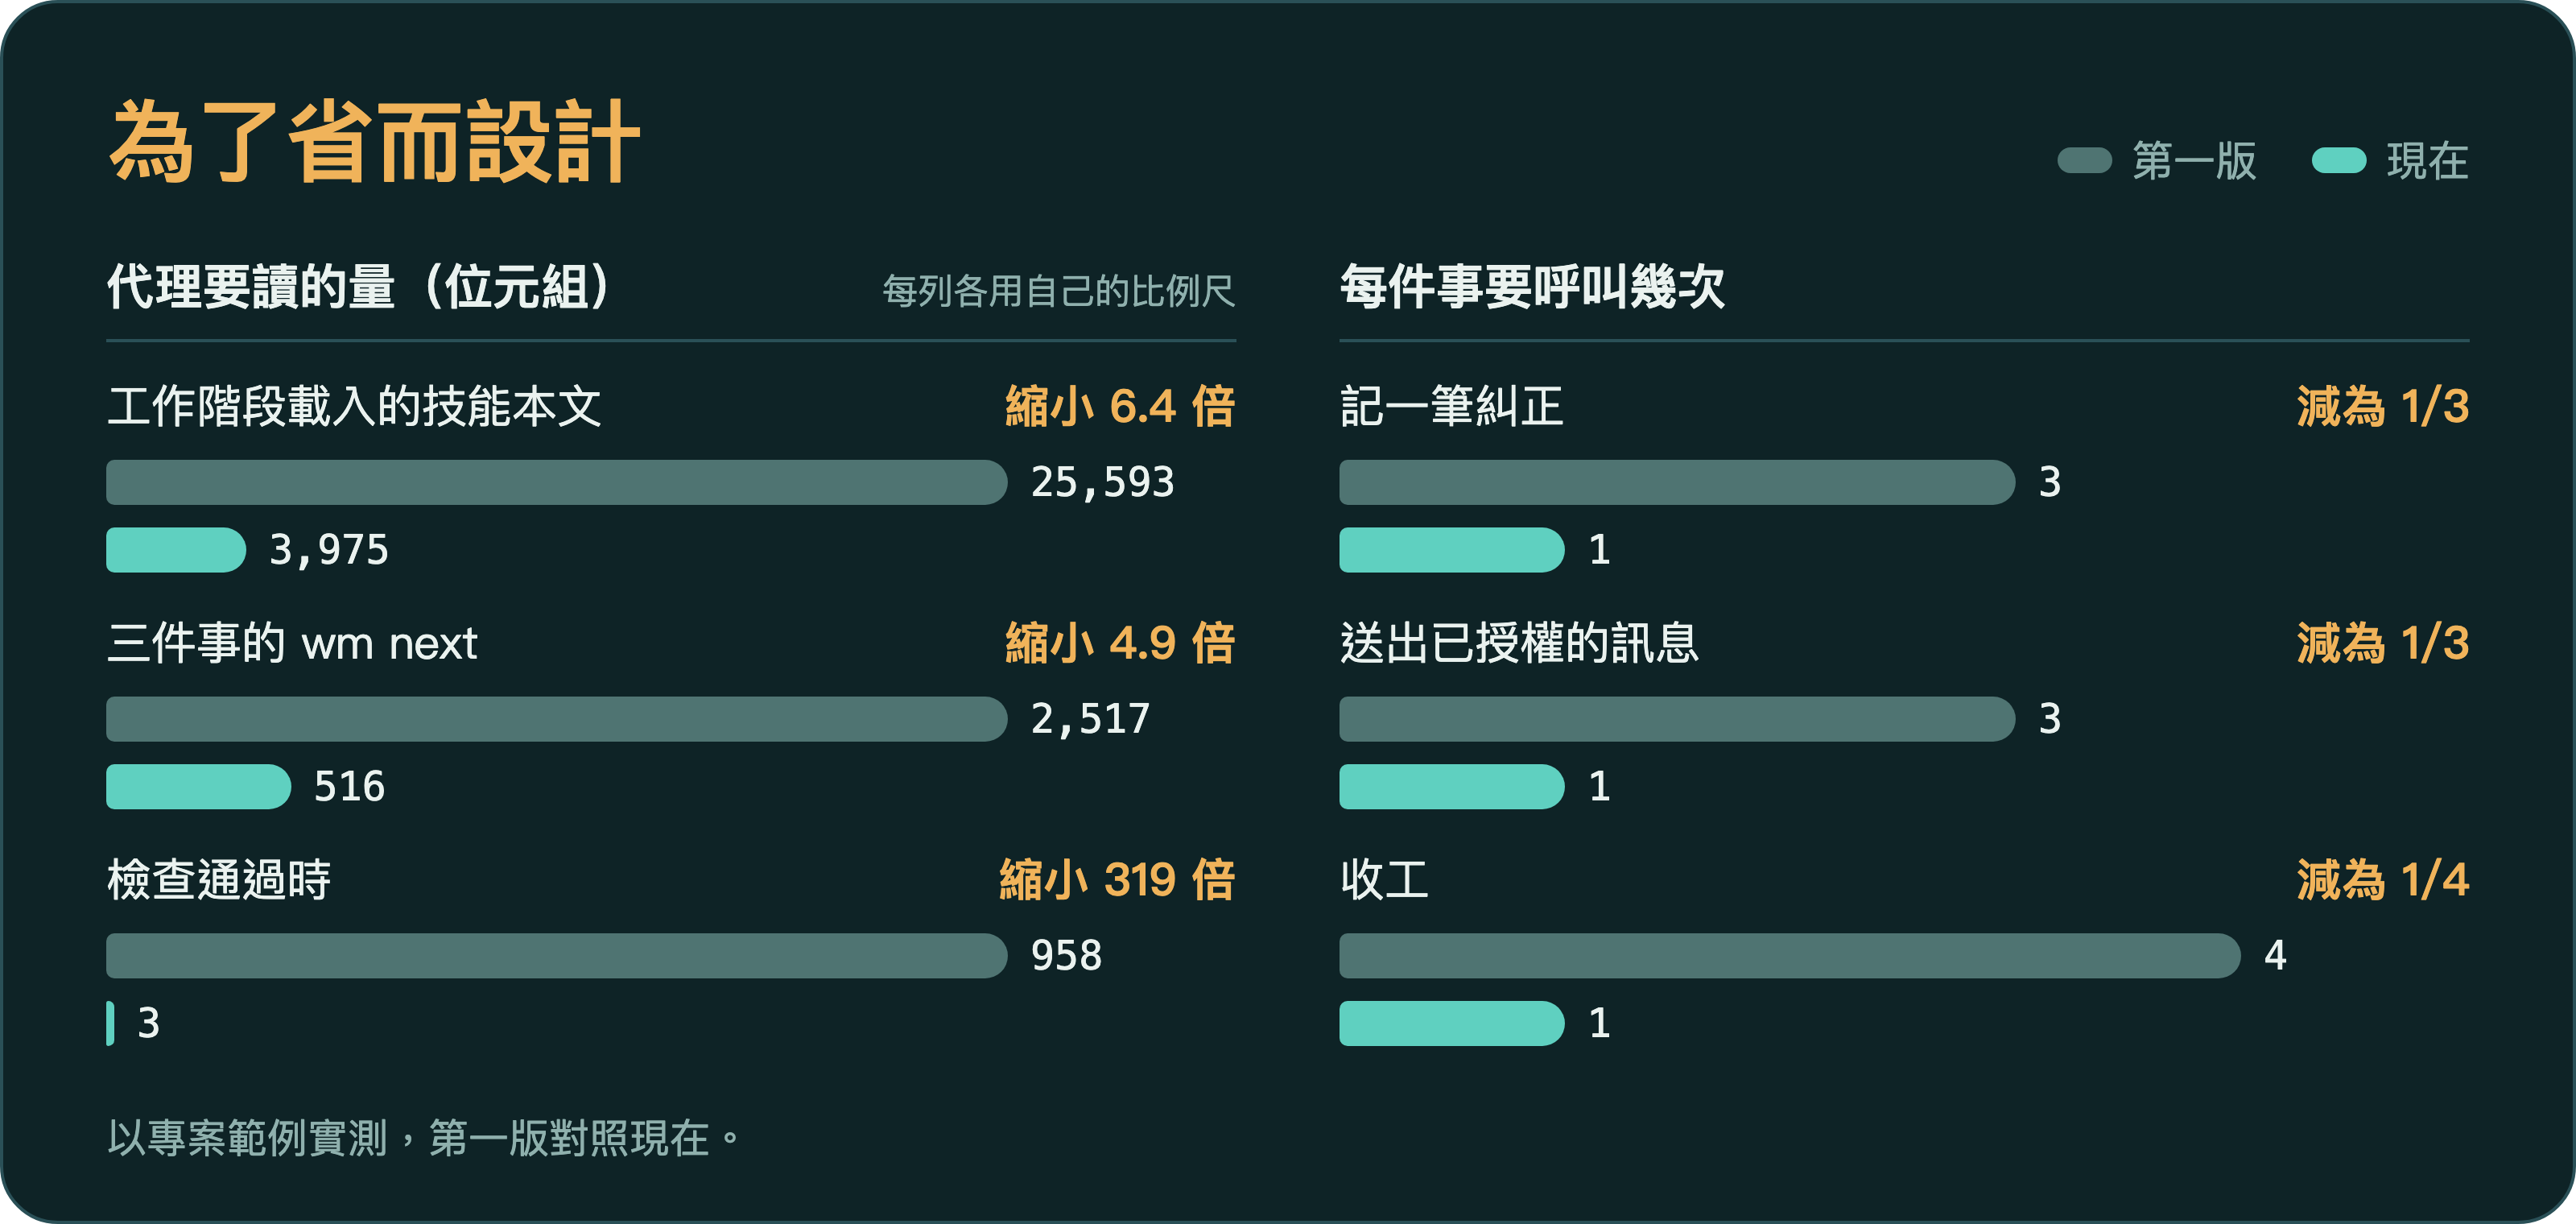 為了省而設計
第一版
現在
代理要讀的量（位元組）
每列各用自己的比例尺
工作階段載入的技能本文
縮小 6.4 倍
25,593
3,975
三件事的 wm next
縮小 4.9 倍
2,517
516
檢查通過時
縮小 319 倍
958
3
每件事要呼叫幾次
記一筆糾正
減為 1/3
3
1
送出已授權的訊息
減為 1/3
3
1
收工
減為 1/4
4
1
以專案範例實測，第一版對照現在。